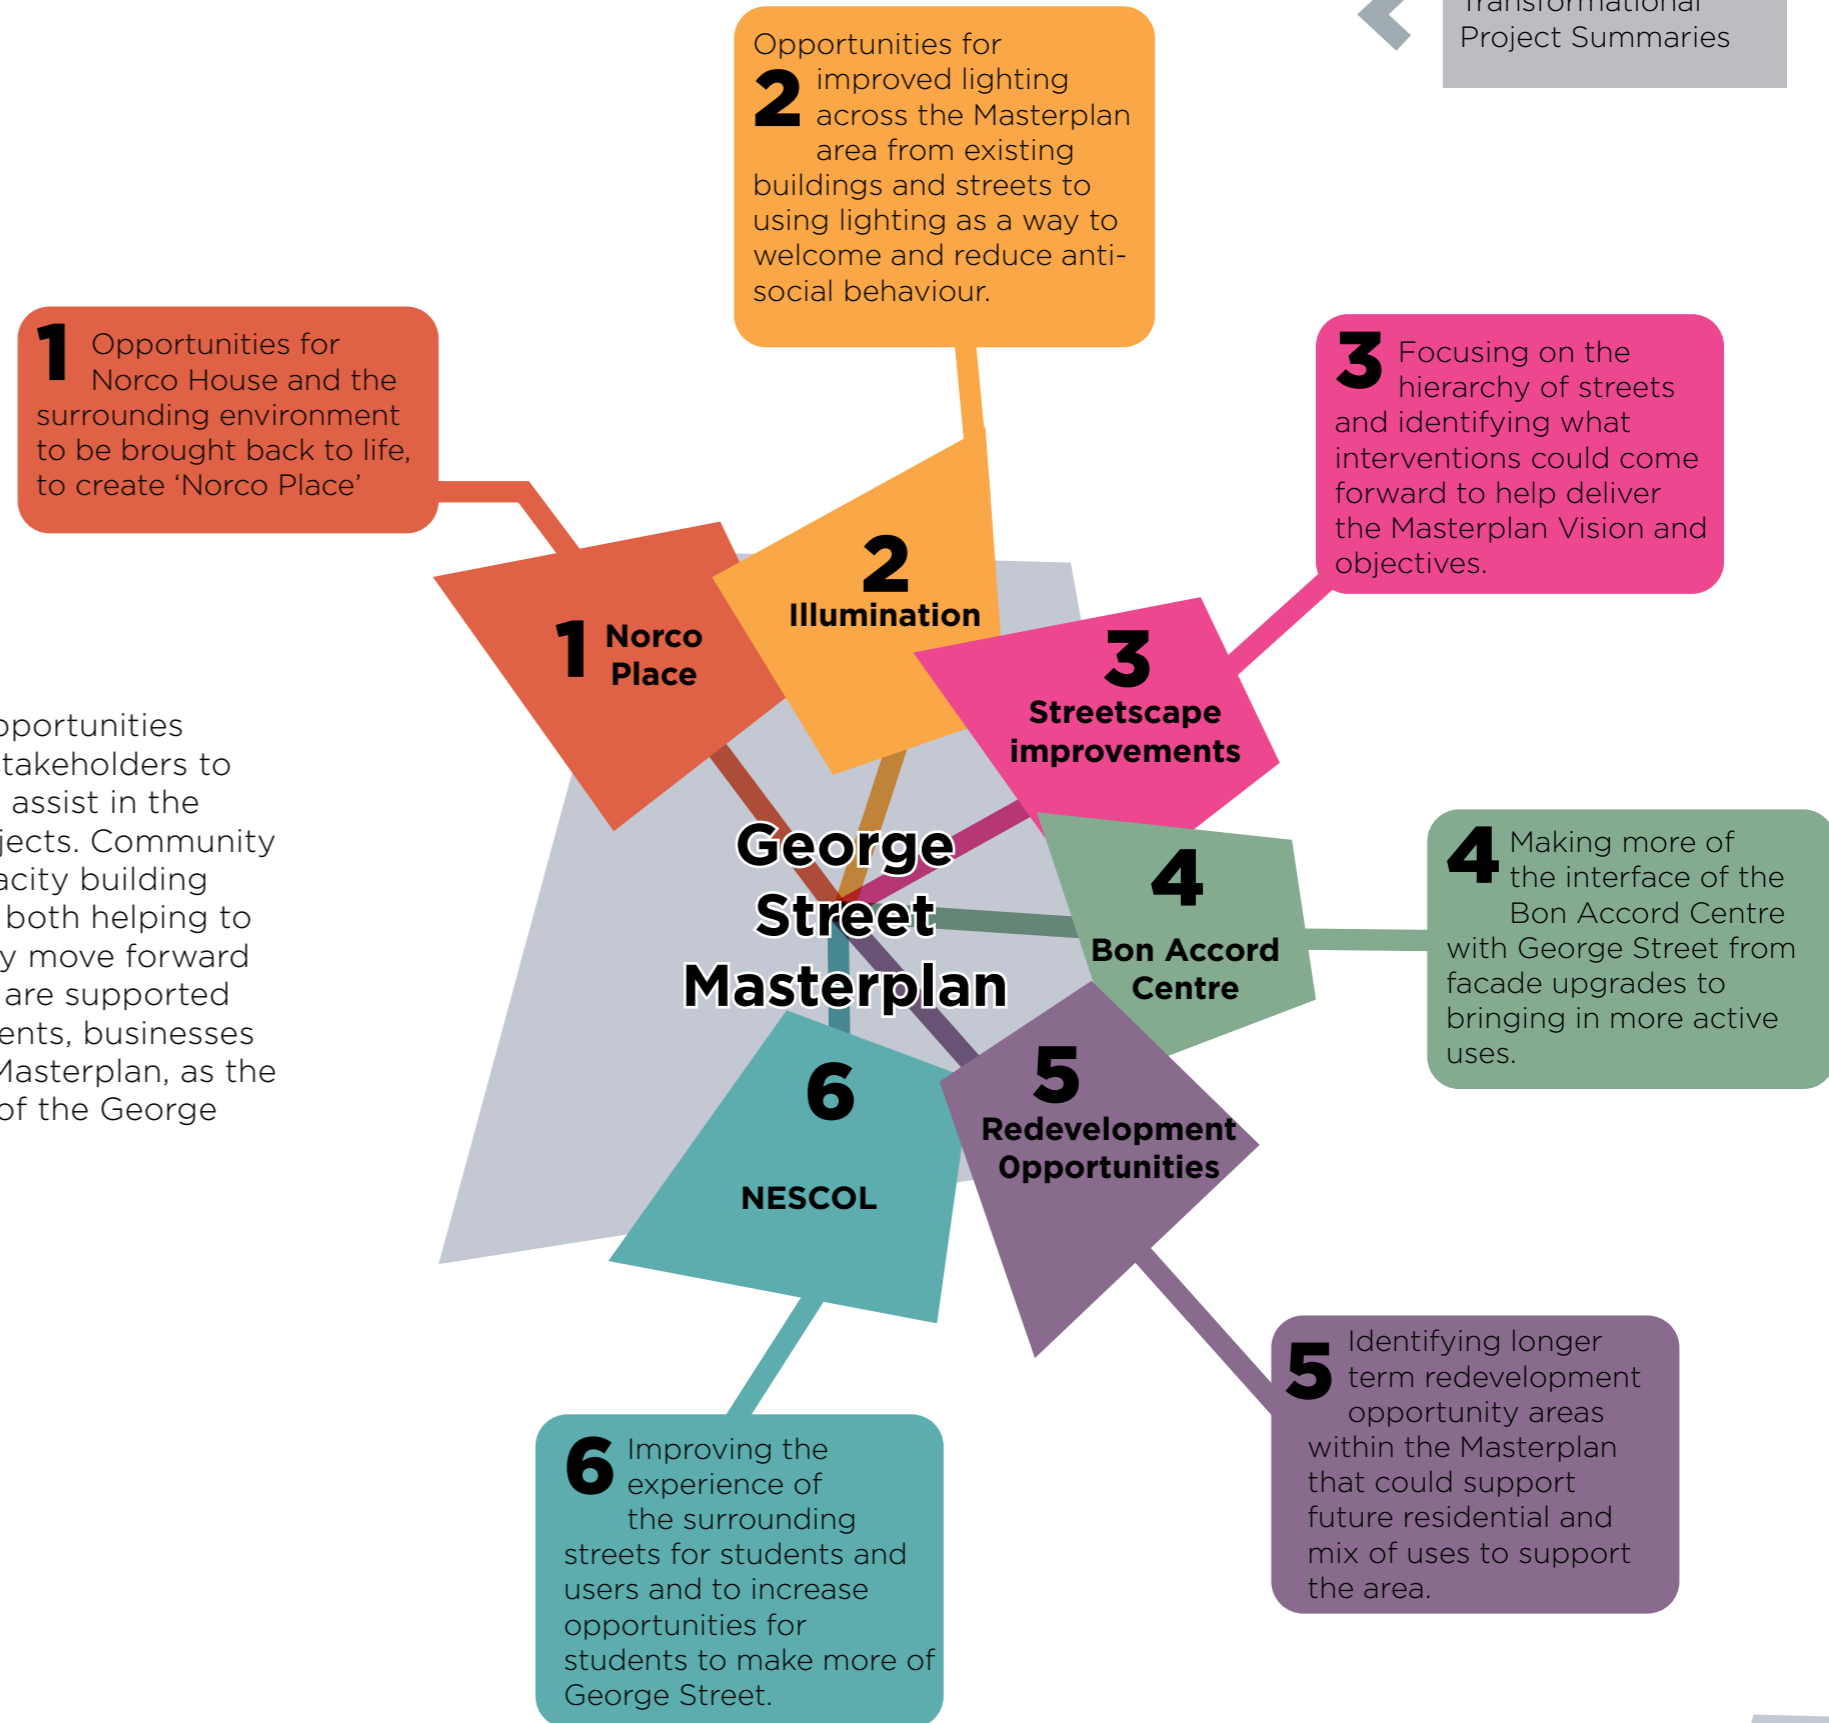 Transformational
Project Summaries
Opportunities for
2 improved lighting
across the Masterplan
area from existing
buildings and streets to
using lighting as a way to
welcome and reduce anti-
social behaviour.
1 Opportunities for
Norco House and the
surrounding environment
to be brought back to life,
to create ‘Norco Place’
3 Focusing on the
hierarchy of streets
and identifying what
interventions could come
forward to help deliver
the Masterplan Vision and
objectives.
2
Illumination
1 Norco
Place
3
Streetscape
improvements
takeholders to
assist in the
jects. Community
acity building
both helping to
y move forward
are supported
ents, businesses
Masterplan, as the
of the George
George
Street
Masterplan
4
Bon Accord
Centre
4 Making more of
the interface of the
Bon Accord Centre
with George Street from
facade upgrades to
bringing in more active
uses.
5
Redevelopment
0pportunities
6
NESCOL
5 Identifying longer
term redevelopment
opportunity areas
within the Masterplan
that could support
future residential and
mix of uses to support
the area.
6 Improving the
experience of
the surrounding
streets for students and
users and to increase
opportunities for
students to make more of
George Street.